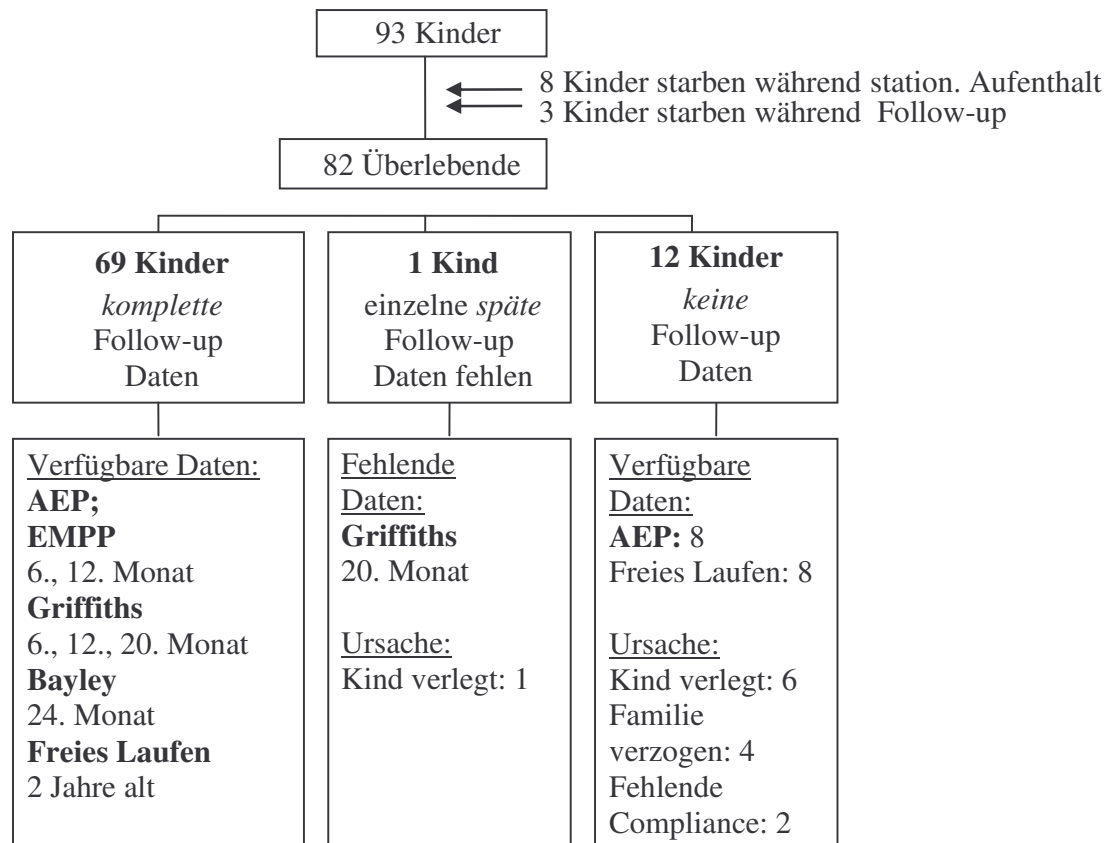 93 Kinder
8 Kinder starben während station. Aufenthalt
3 Kinder starben während Follow-up
82 Überlebende
69 Kinder
komplette
Follow-up
Daten
1 Kind
einzelne späte
Follow-up
Daten fehlen
12 Kinder
keine
Follow-up
Daten
Verfügbare Daten:
AEP;
EMPP
6., 12. Monat
Griffiths
6., 12., 20. Monat
Bayley
24. Monat
Freies Laufen
2 Jahre alt
Fehlende
Daten:
Griffiths
20. Monat
Ursache:
Kind verlegt: 1
Verfügbare
Daten:
AEP: 8
Freies Laufen: 8
Ursache:
Kind verlegt: 6
Familie
verzogen: 4
Fehlende
Compliance: 2